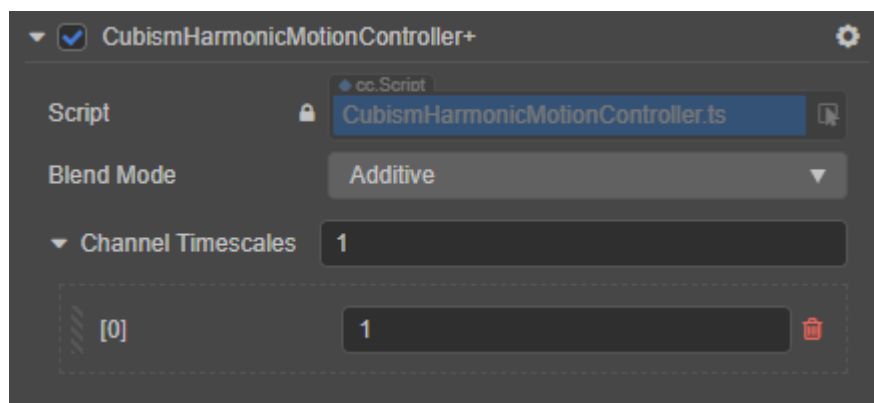 CubismHarmonicMotionController+
cc.Script
Script
CubismHarmonicMotionController.ts
Blend Mode
Additive
Channel Timescales
1
[0]
1